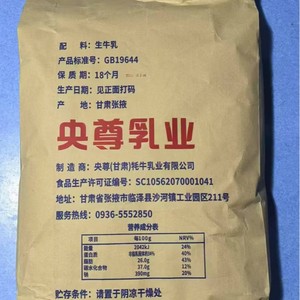 配　　料：生牛乳
产品标准号：GB19644
保 质 期：18个月
生产日期：见正面打码
产　　地：甘肃张掖
央尊乳业
制 造 商：央尊(甘肃)牦牛乳业有限公司
食品生产许可证编号：SC10562070001041
地址：甘肃省张掖市临泽县沙河镇工业园区211号
服务热线：0936-5552850
营养成分表
项目 每100g NRV%
能量 2042kJ 24%
蛋白质 40%
脂肪 26.0g 43%
碳水化合物 37.0g 12%
钠 350mg 20%
贮存条件：请置于阴凉干燥处